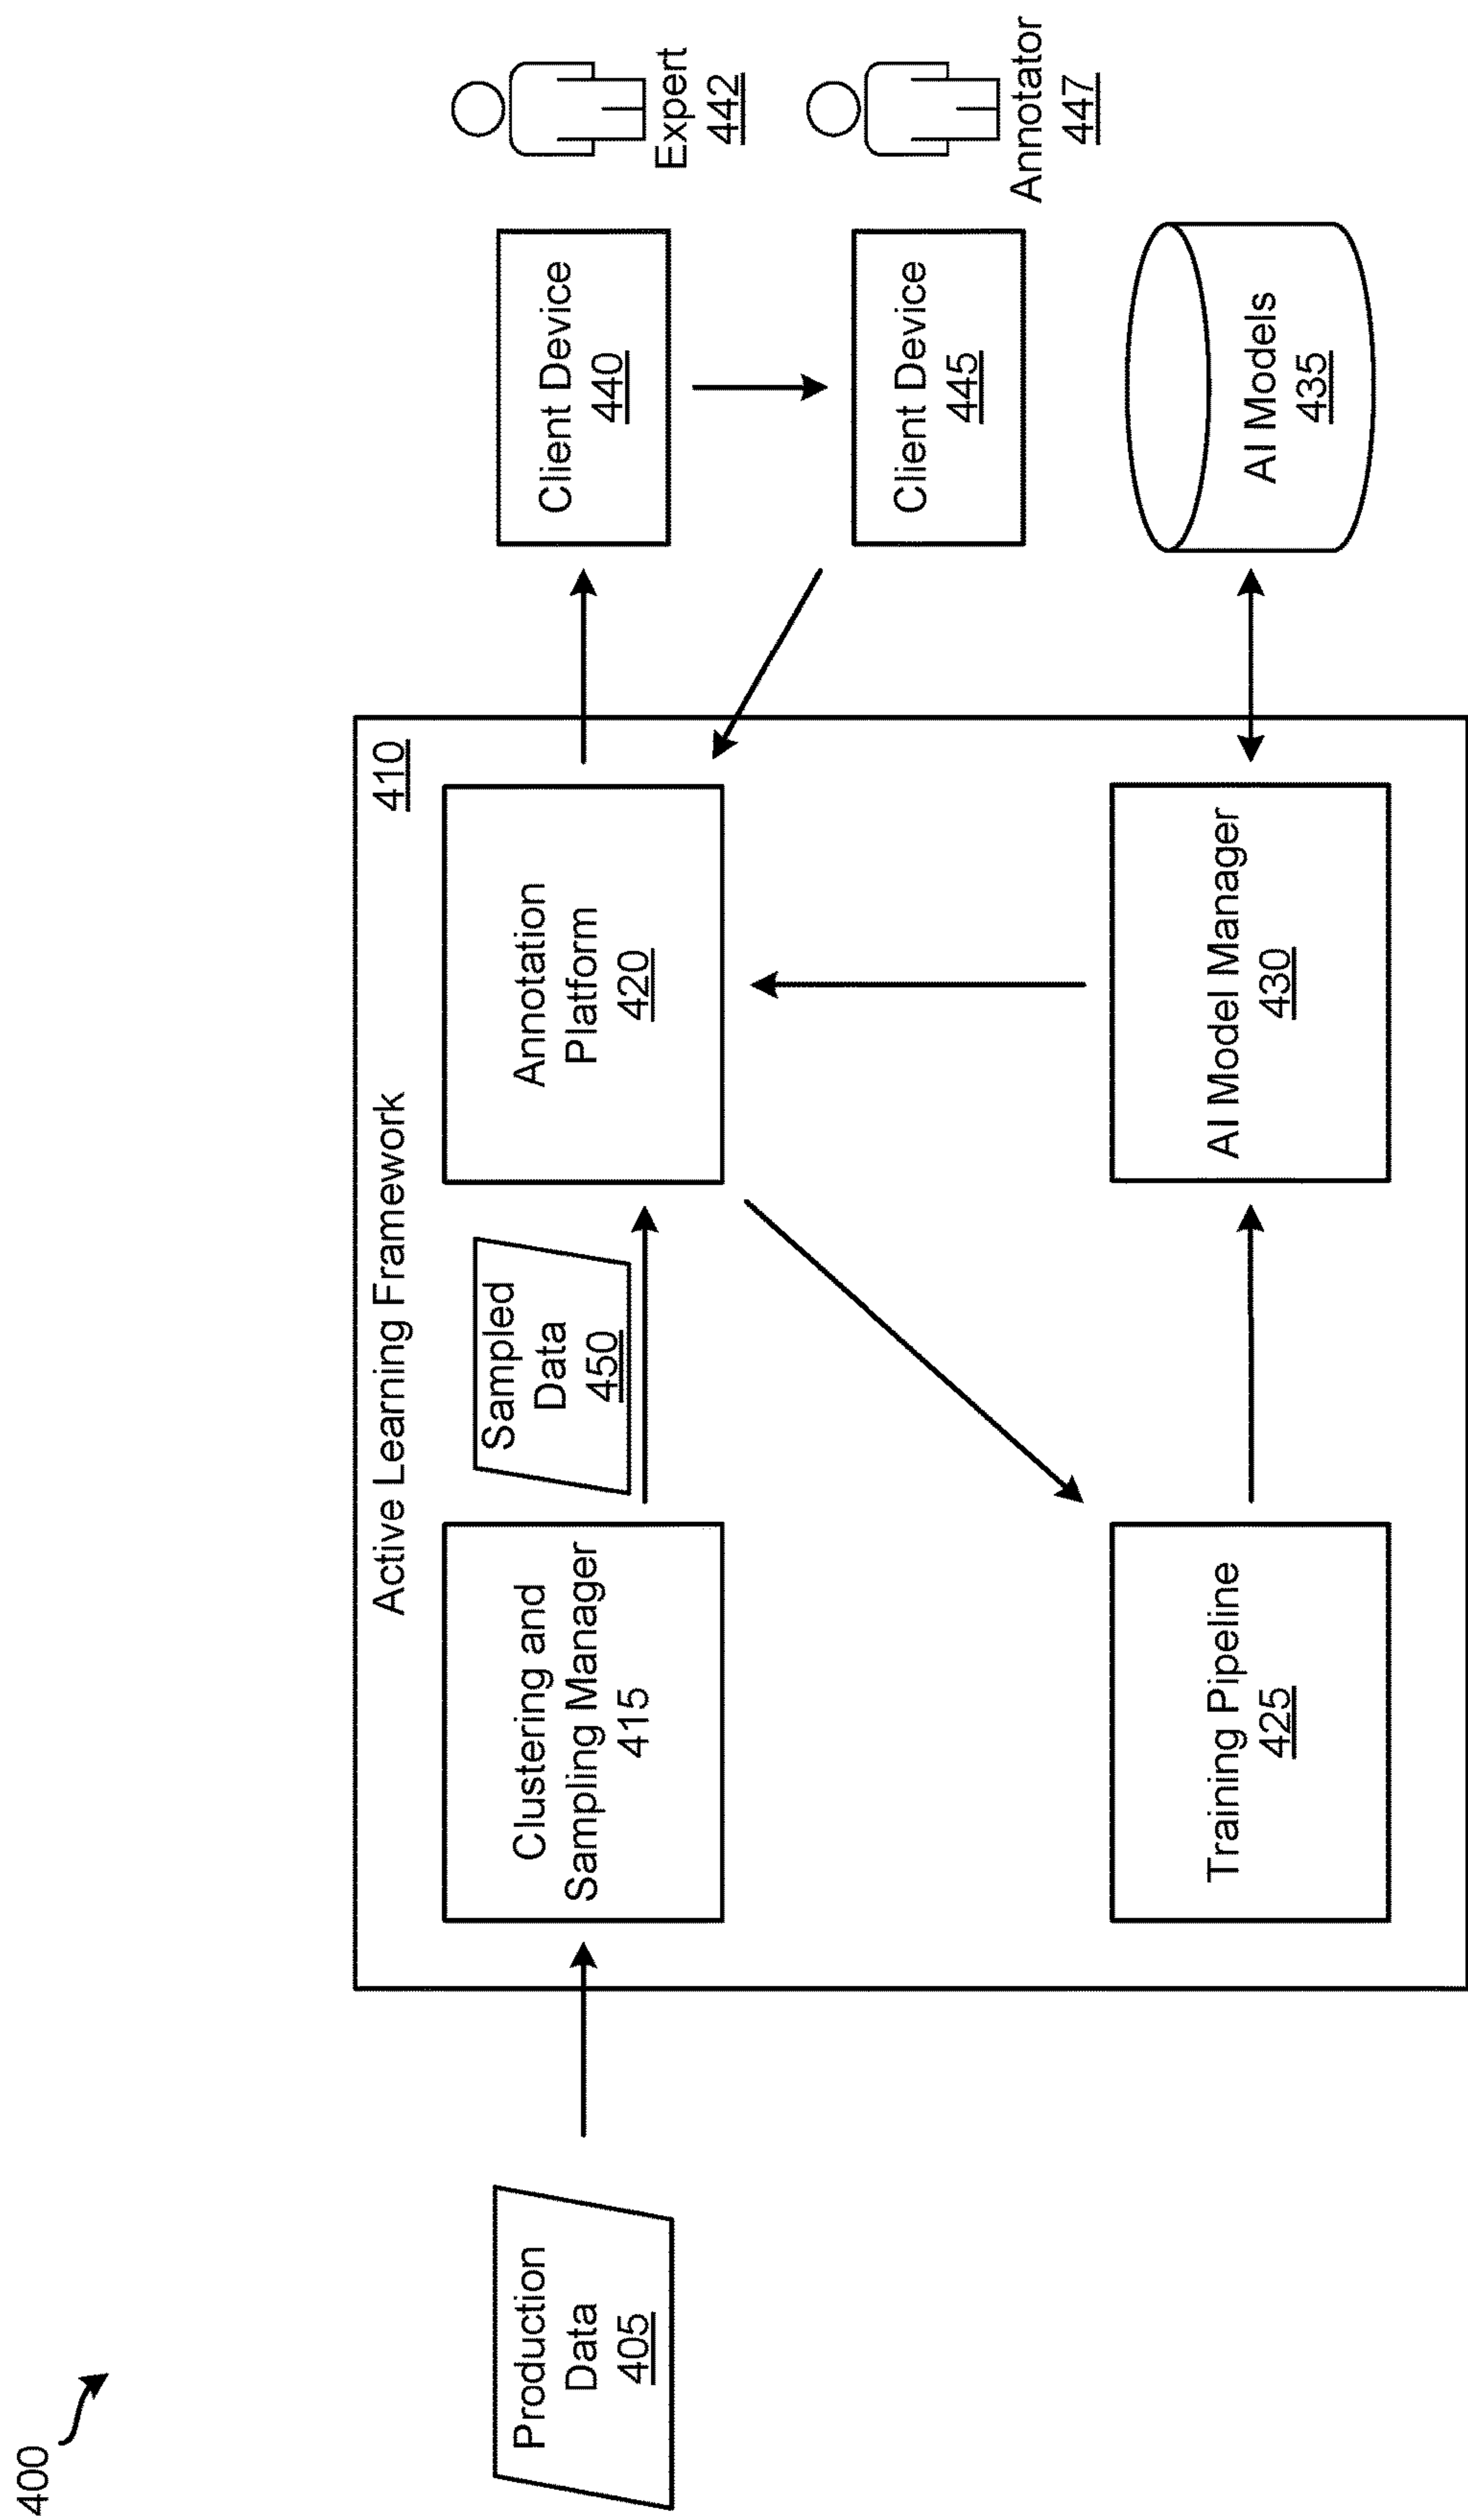 400
Production
Data
405
Active Learning Framework
410
Clustering and
Sampling Manager
415
Sampled
Data
450
Annotation
Platform
420
Training Pipeline
425
AI Model Manager
430
Client Device
440
Expert
442
Client Device
445
Annotator
447
AI Models
435